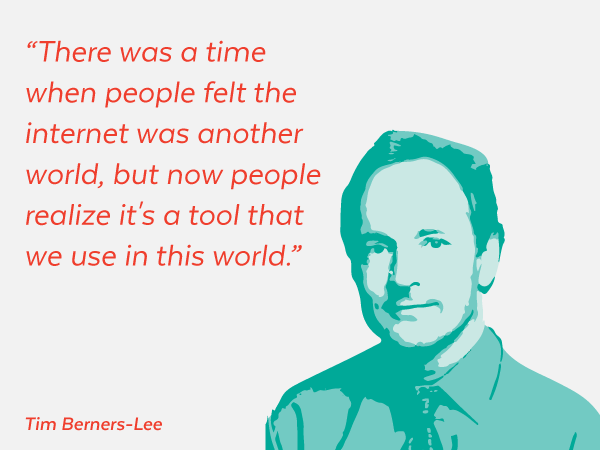 “There was a time
when people felt the
internet was another
world, but now people
realize it's a tool that
we use in this world.”
Tim Berners-Lee